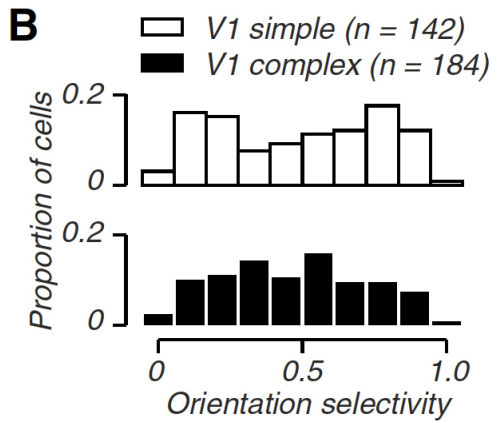 B
V1 simple (n = 142)
V1 complex (n = 184)
Proportion of cells
0.2
0
0.2
0
0
0.5
1.0
Orientation selectivity